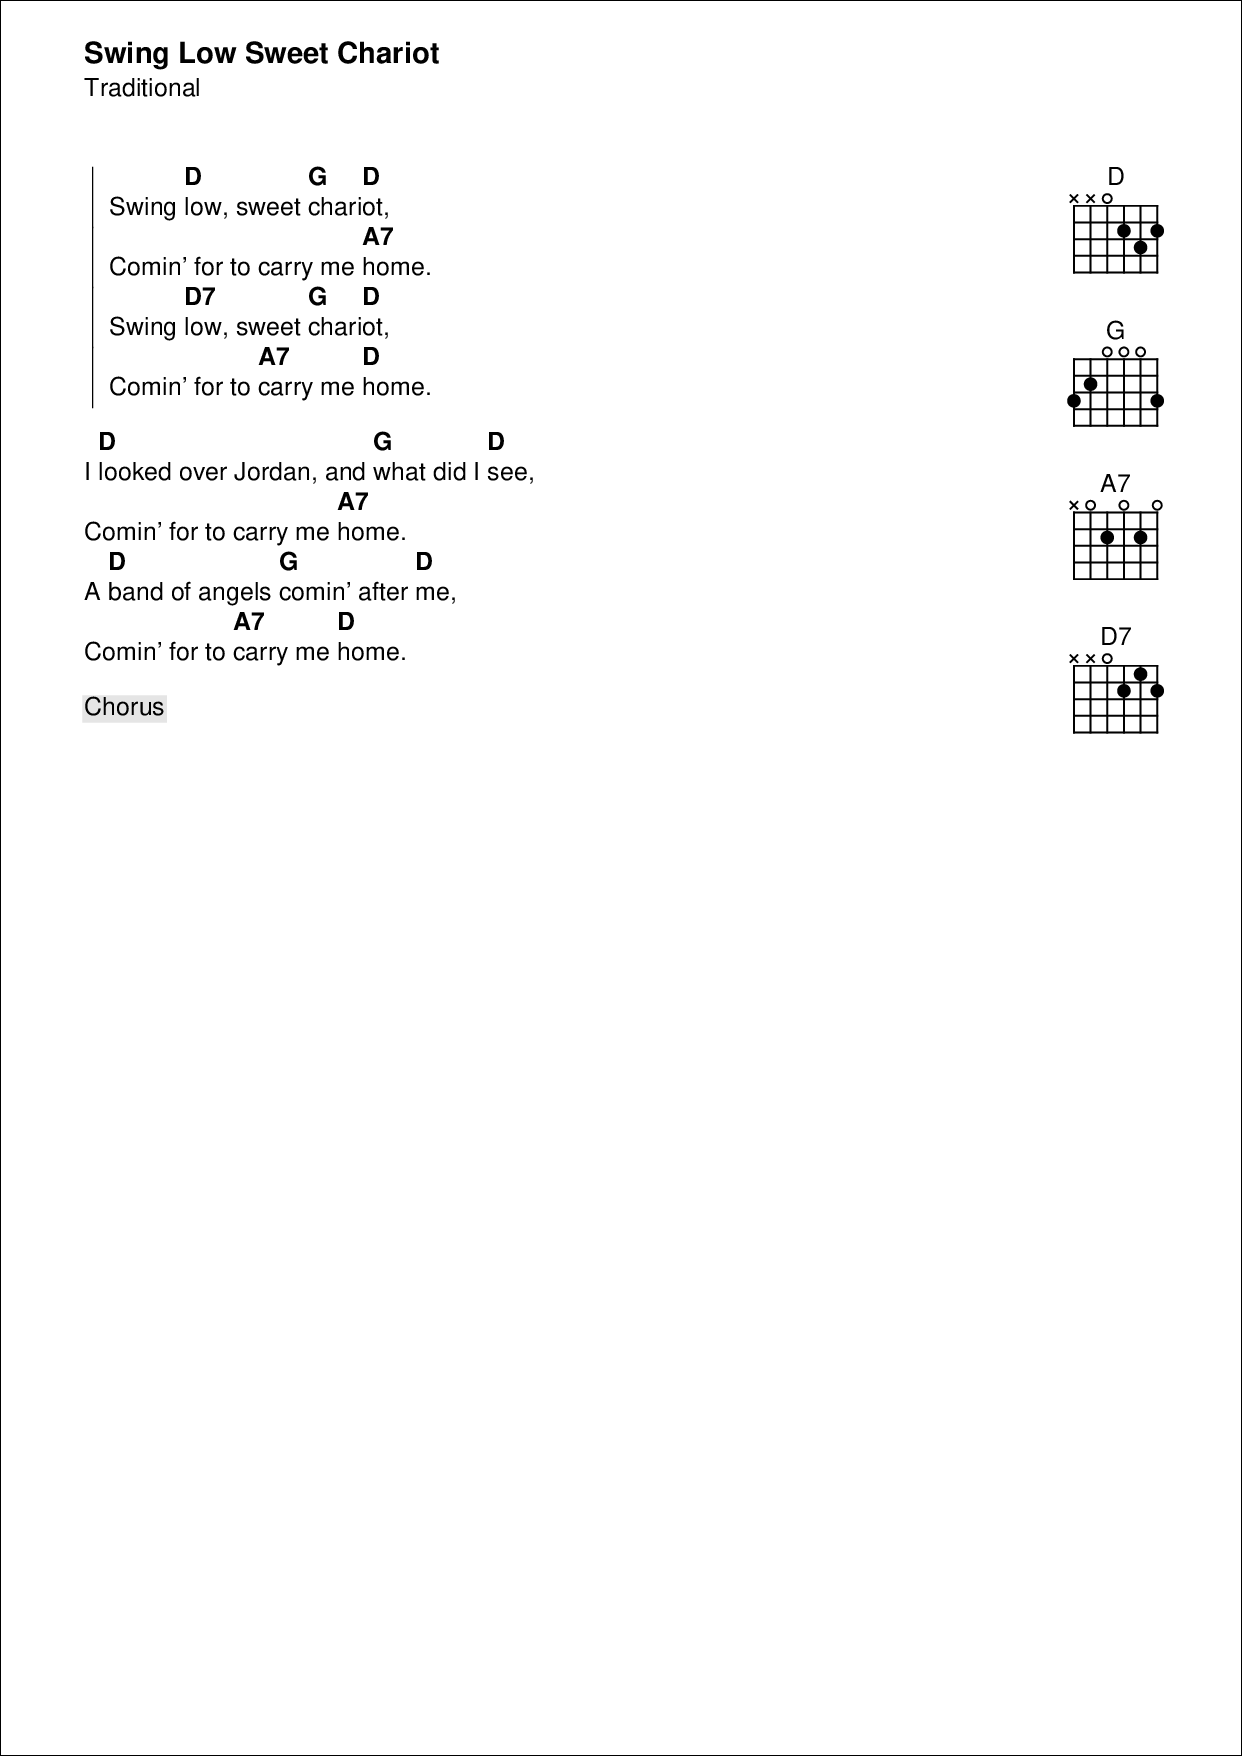 Swing Low Sweet Chariot
Traditional
D G D
Swing low, sweet chariot,
A7
Comin’ for to carry me home.
D7 G D
Swing low, sweet chariot,
A7 D
Comin’ for to carry me home.
D G D
I looked over Jordan, and what did I see,
A7
Comin’ for to carry me home.
D G D
A band of angels comin’ after me,
A7 D
Comin’ for to carry me home.
Chorus
D
G
A7
D7